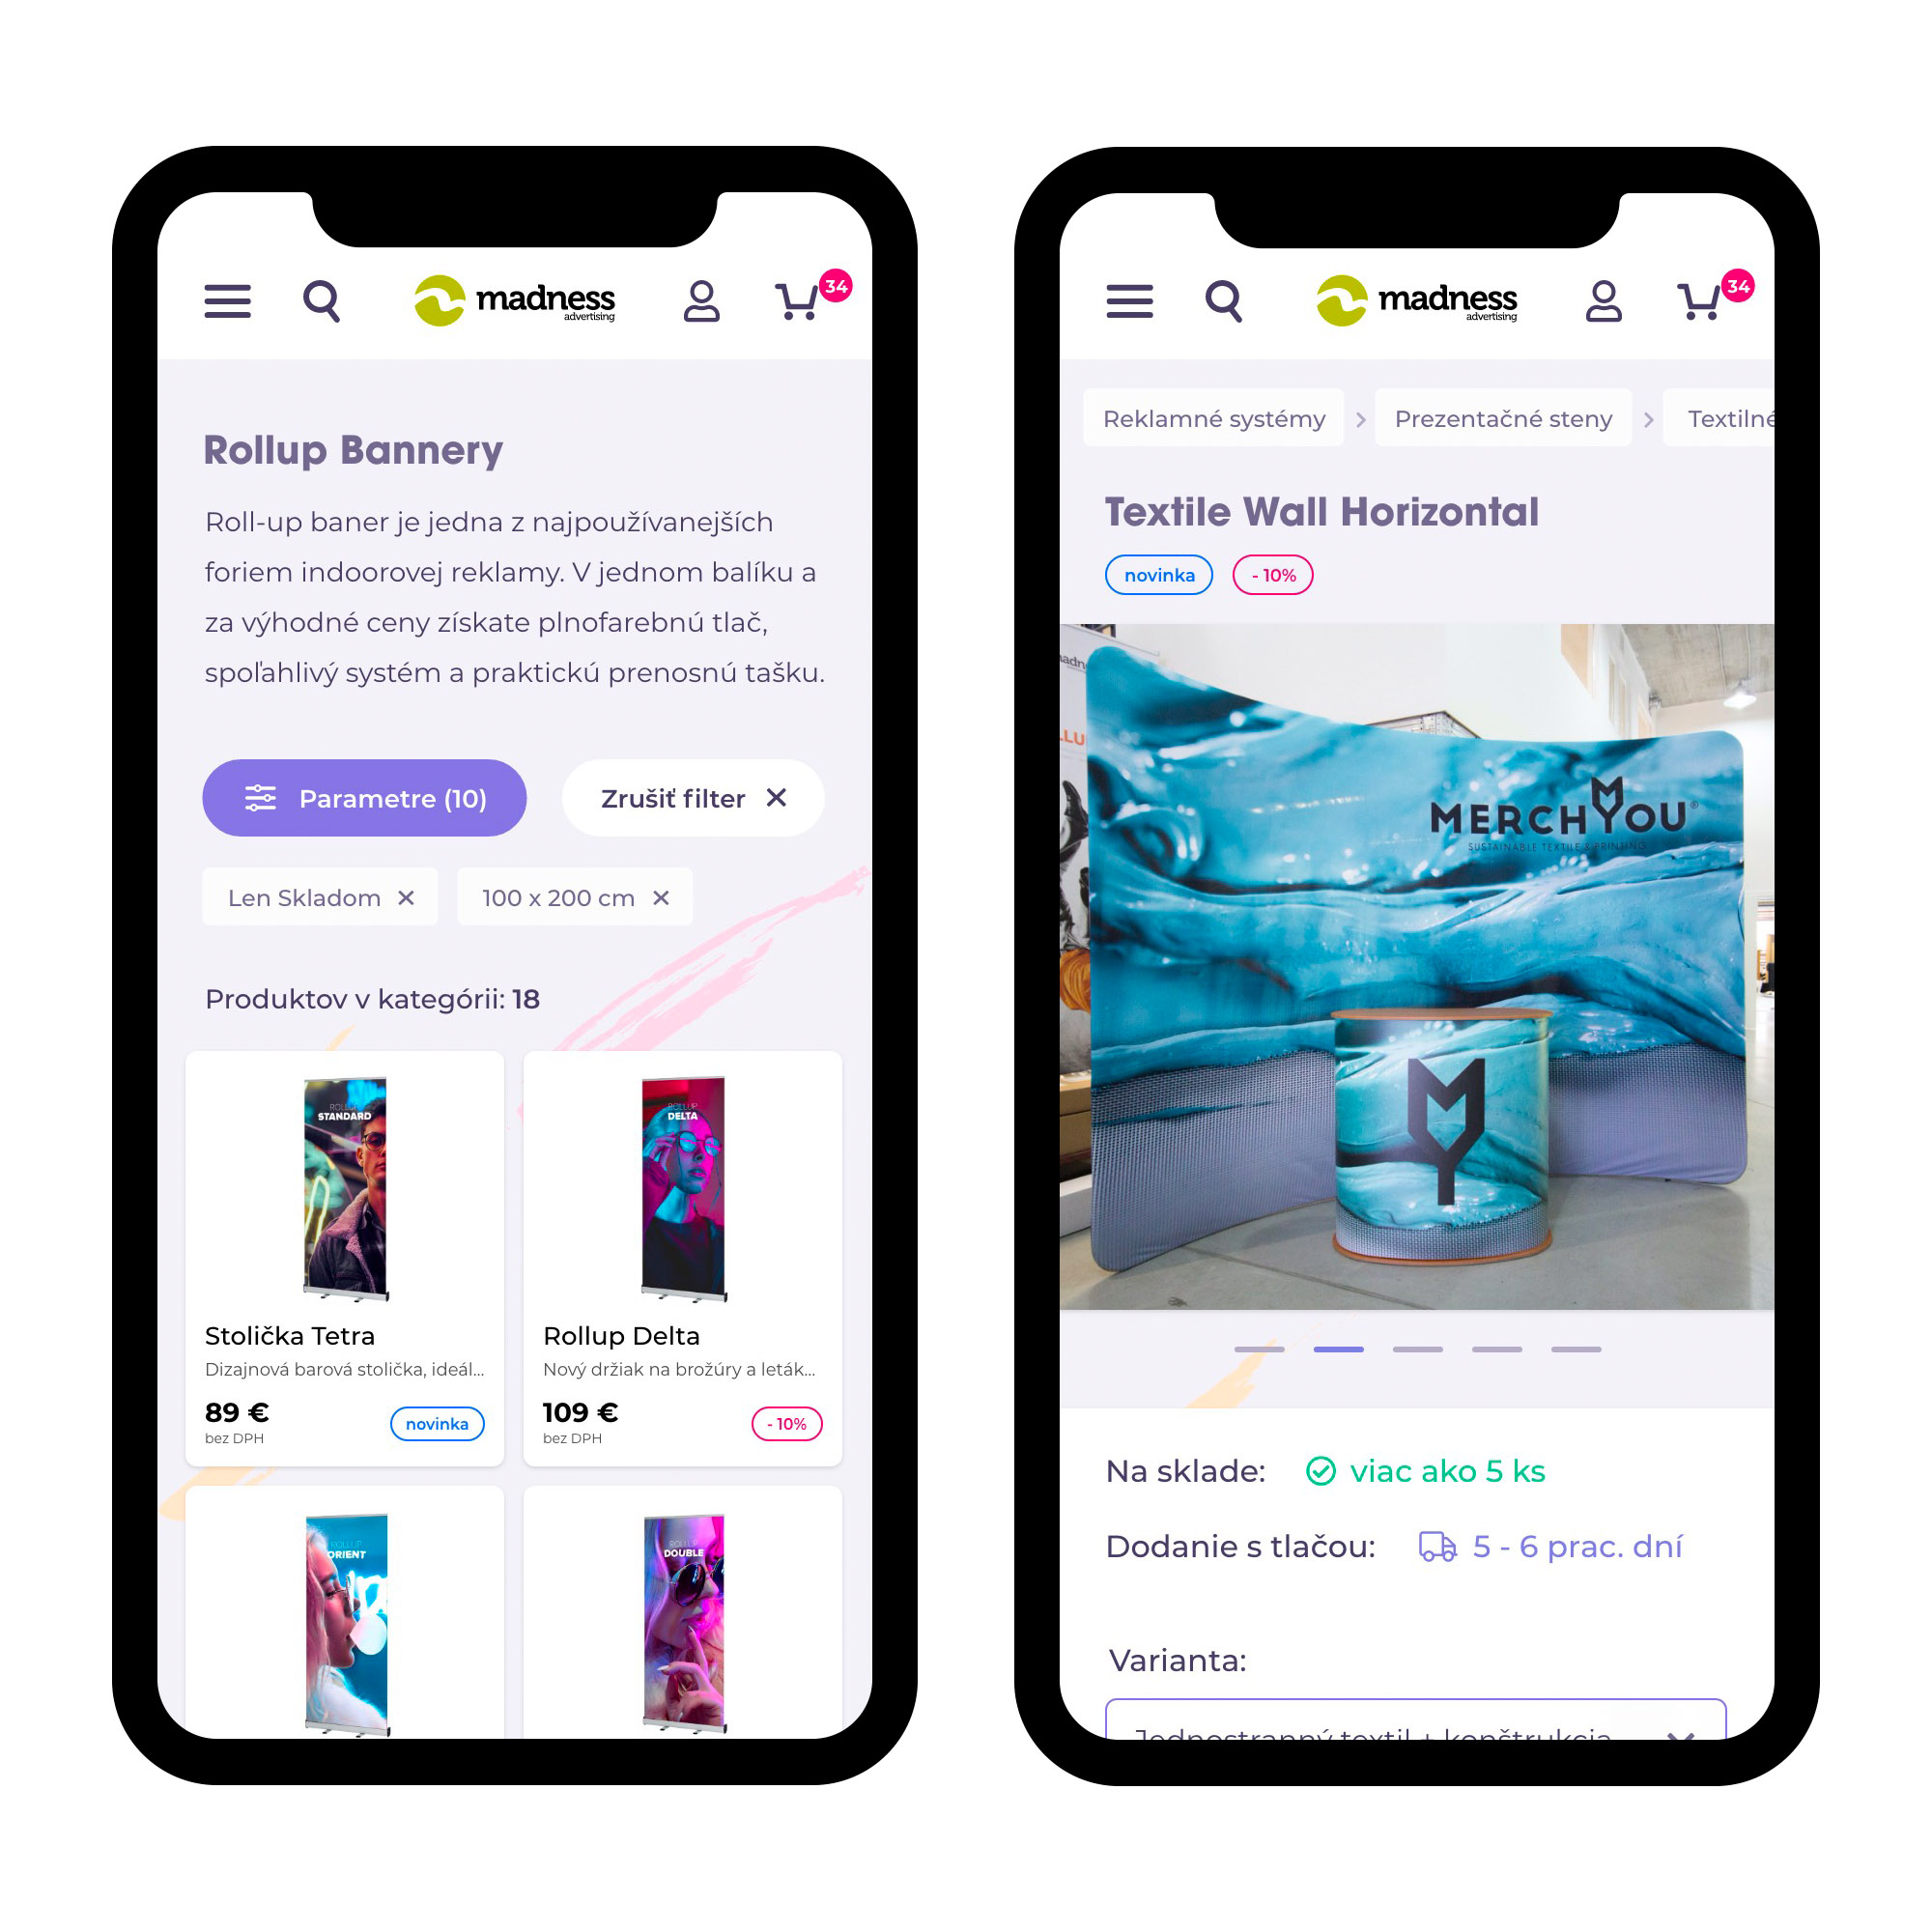 madness
advertising
34
Rollup Bannery
Roll-up baner je jedna z najpoužívanejších
foriem indoorovej reklamy. V jednom balíku a
za výhodné ceny získate plnofarebnú tlač,
spoľahlivý systém a praktickú prenosnú tašku.
Parametre (10)
Zrušiť filter
Len Skladom
100 x 200 cm
Produktov v kategórii: 18
ROLLUP
STANDARD
Stolička Tetra
Dizajnová barová stolička, ideál...
89 €
bez DPH
novinka
ROLLUP
DELTA
Rollup Delta
Nový držiak na brožúry a leták...
109 €
bez DPH
- 10%
ROLLUP
ORIENT
ROLLUP
DOUBLE
madness
advertising
34
Reklamné systémy
Prezentačné steny
Textilné
Textile Wall Horizontal
novinka
- 10%
MERCHYOU®
SUSTAINABLE TEXTILE & PRINTING
MY
Na sklade:
viac ako 5 ks
Dodanie s tlačou:
5 - 6 prac. dní
Varianta:
Jednostranný textil + konštrukcia